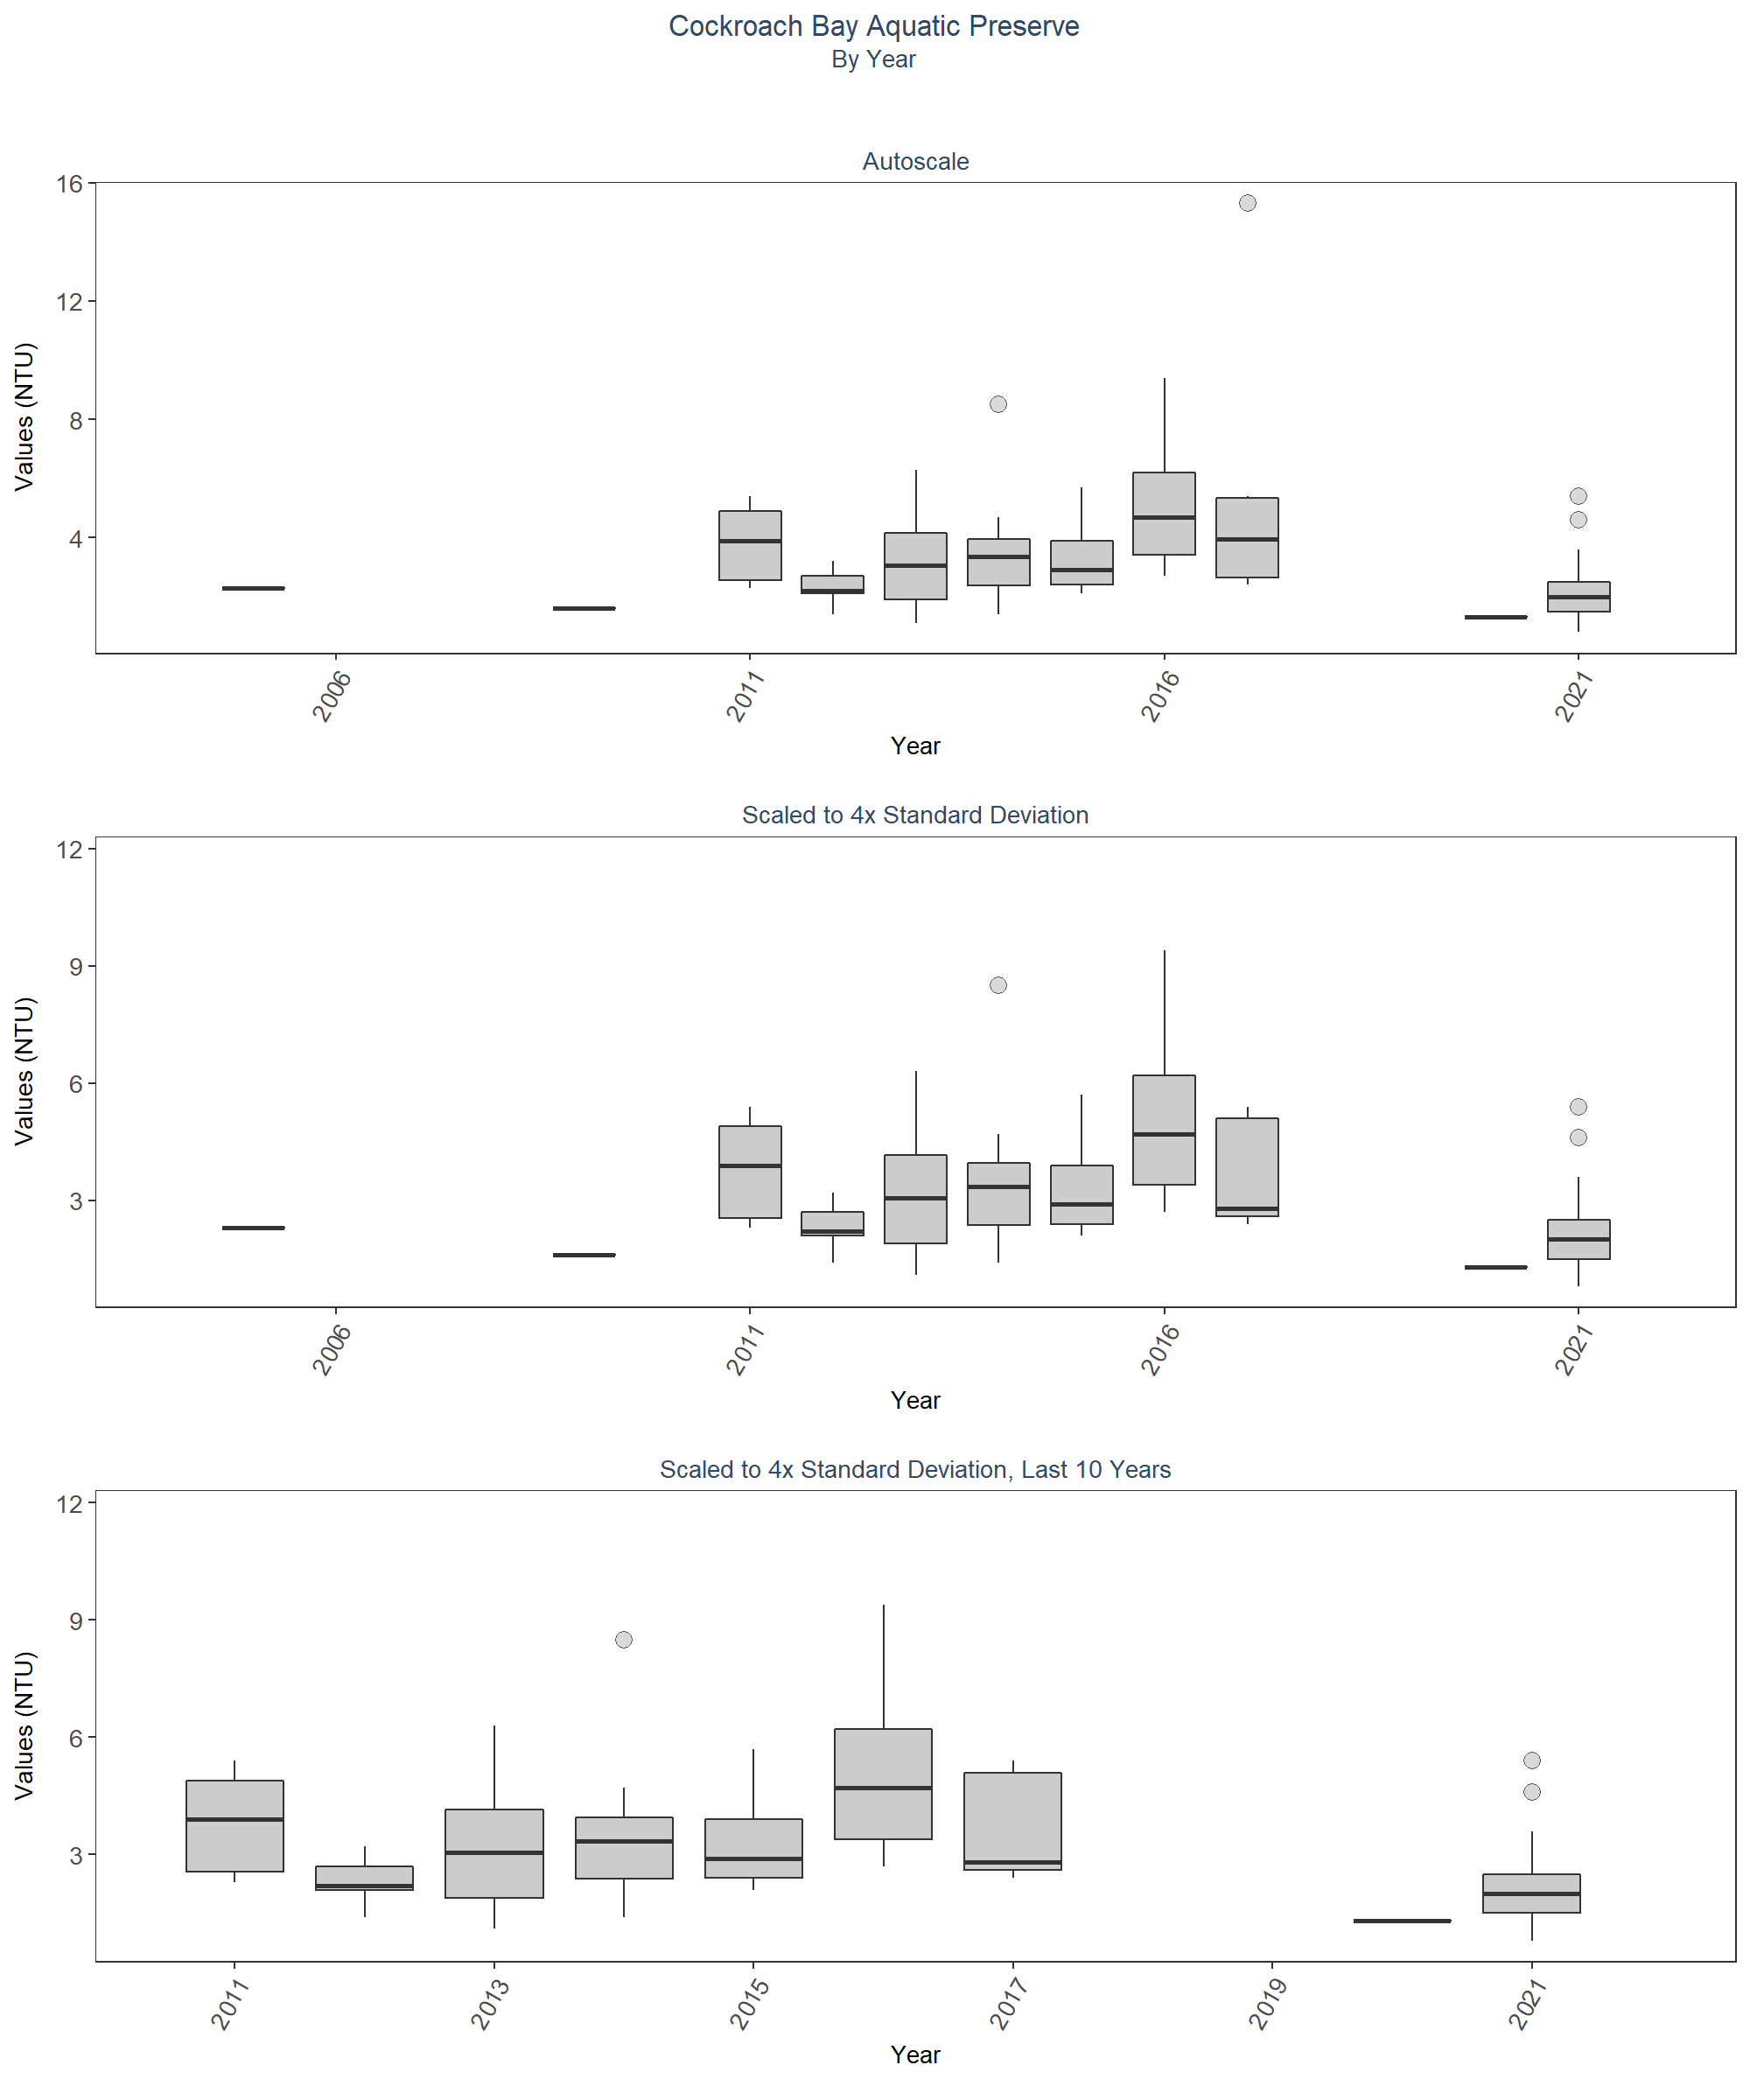 Cockroach Bay Aquatic Preserve
By Year
Autoscale
16
12
8
4
Values (NTU)
2006
2011
2016
2021
Year
Scaled to 4x Standard Deviation
12
9
6
3
Values (NTU)
2006
2011
2016
2021
Year
Scaled to 4x Standard Deviation, Last 10 Years
12
9
6
3
Values (NTU)
2011
2013
2015
2017
2019
2021
Year